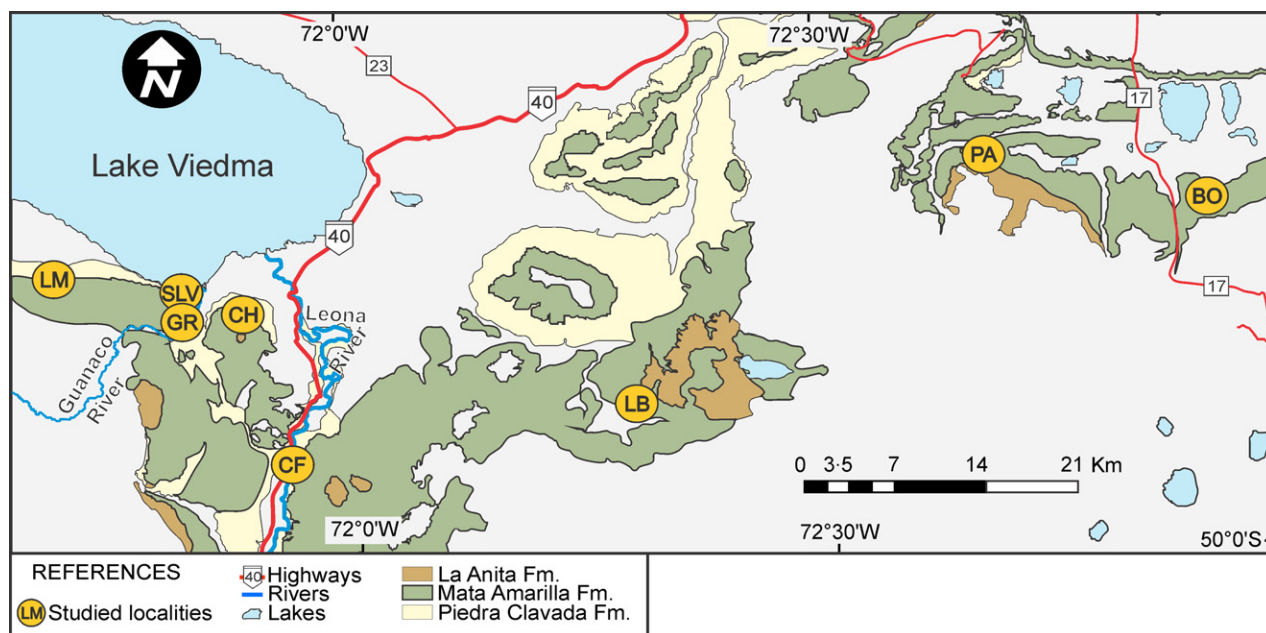 72°0'W
72°30'W
N
23
40
17
Lake Viedma
PA
BO
40
LM
SLV
GR
CH
Leona
River
17
Guanaco
River
LB
CF
0 3·5 7 14 21 Km
72°0'W
72°30'W
50°0'S
REFERENCES
LM Studied localities
40 Highways
Rivers
Lakes
La Anita Fm.
Mata Amarilla Fm.
Piedra Clavada Fm.